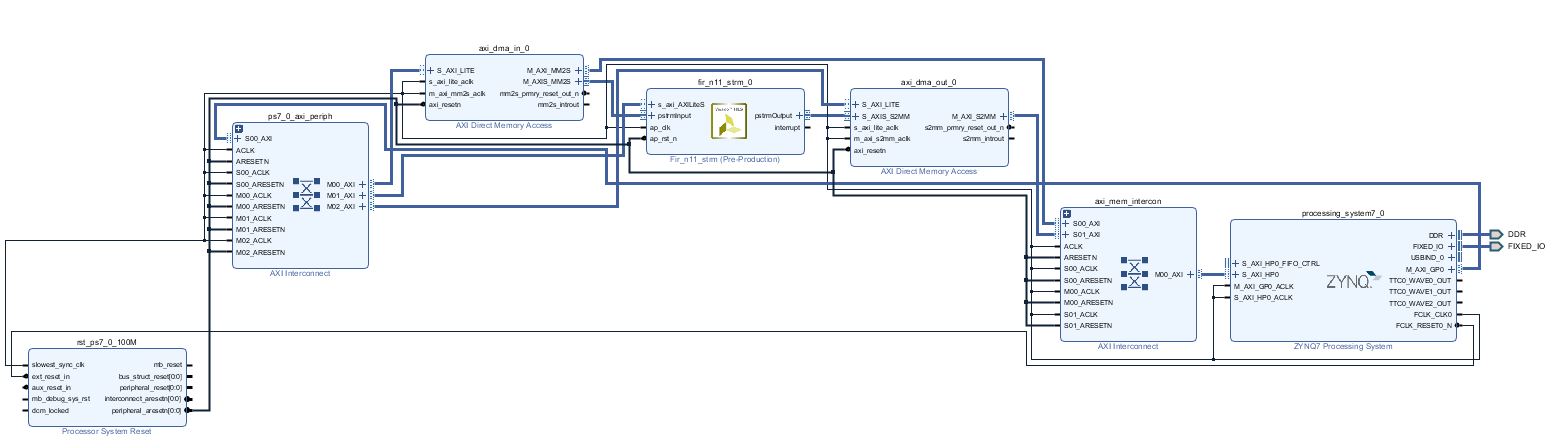 axi_dma_in_0
S_AXI_LITE
s_axi_lite_aclk
m_axi_mm2s_aclk
axi_resetn
M_AXI_MM2S
M_AXIS_MM2S
mm2s_prmry_reset_out_n
mm2s_introut
AXI Direct Memory Access
fir_n11_strm_0
s_axi_AXILiteS
pstrmInput
ap_clk
ap_rst_n
pstrmOutput
interrupt
Fir_n11_strm (Pre-Production)
axi_dma_out_0
S_AXI_LITE
S_AXIS_S2MM
s_axi_lite_aclk
m_axi_s2mm_aclk
axi_resetn
M_AXI_S2MM
s2mm_prmry_reset_out_n
s2mm_introut
AXI Direct Memory Access
ps7_0_axi_periph
S00_AXI
ACLK
ARESETN
S00_ACLK
S00_ARESETN
M00_ACLK
M00_ARESETN
M01_ACLK
M01_ARESETN
M02_ACLK
M02_ARESETN
M00_AXI
M01_AXI
M02_AXI
AXI Interconnect
axi_mem_intercon
S00_AXI
S01_AXI
ACLK
ARESETN
S00_ACLK
S00_ARESETN
M00_ACLK
M00_ARESETN
S01_ACLK
S01_ARESETN
M00_AXI
AXI Interconnect
processing_system7_0
S_AXI_HP0_FIFO_CTRL
S_AXI_HP0
M_AXI_GP0_ACLK
S_AXI_HP0_ACLK
ZYNQ
DDR
FIXED_IO
USBIND_0
M_AXI_GP0
TTC0_WAVE0_OUT
TTC0_WAVE1_OUT
TTC0_WAVE2_OUT
FCLK_CLK0
FCLK_RESET0_N
ZYNQ7 Processing System
DDR
FIXED_IO
rst_ps7_0_100M
slowest_sync_clk
ext_reset_in
aux_reset_in
mb_debug_sys_rst
dcm_locked
mb_reset
bus_struct_reset[0:0]
peripheral_reset[0:0]
interconnect_aresetn[0:0]
peripheral_aresetn[0:0]
Processor System Reset